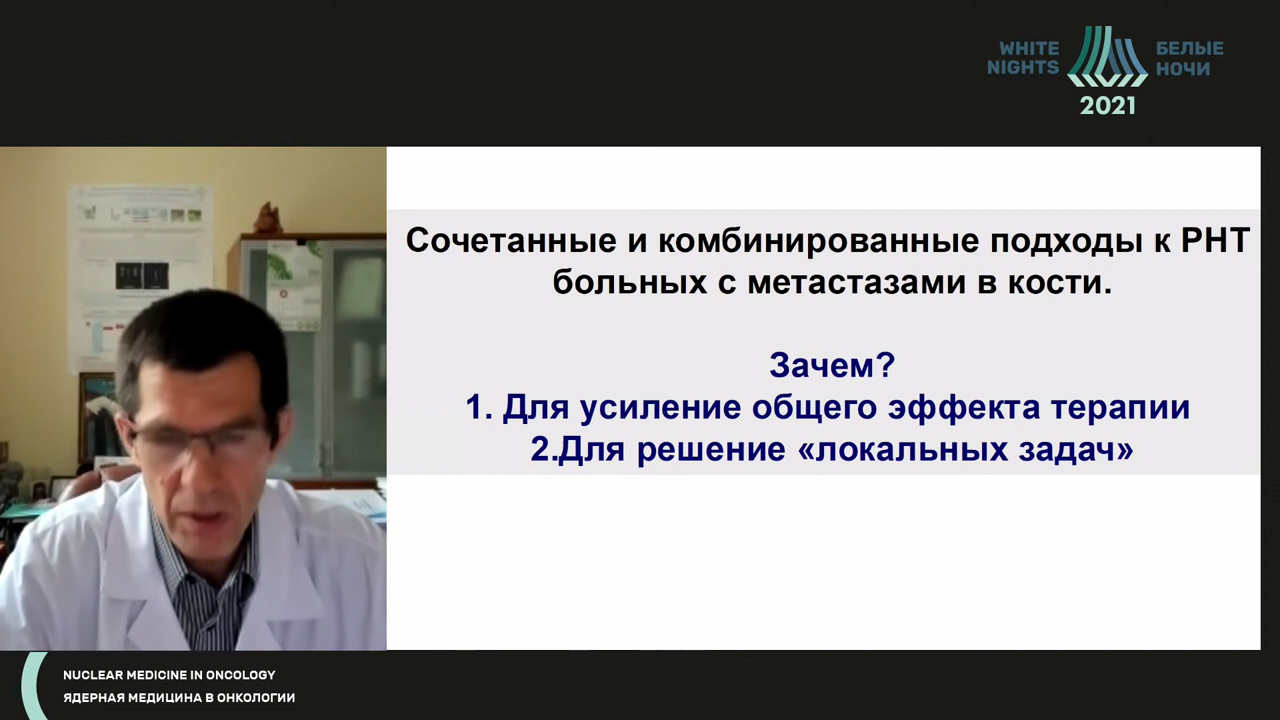 WHITE
NIGHTS
БЕЛЫЕ
НОЧИ
2021
Сочетанные и комбинированные подходы к РНТ
больных с метастазами в кости.
Зачем?
1. Для усиление общего эффекта терапии
2.Для решение «локальных задач»
NUCLEAR MEDICINE IN ONCOLOGY
ЯДЕРНАЯ МЕДИЦИНА В ОНКОЛОГИИ